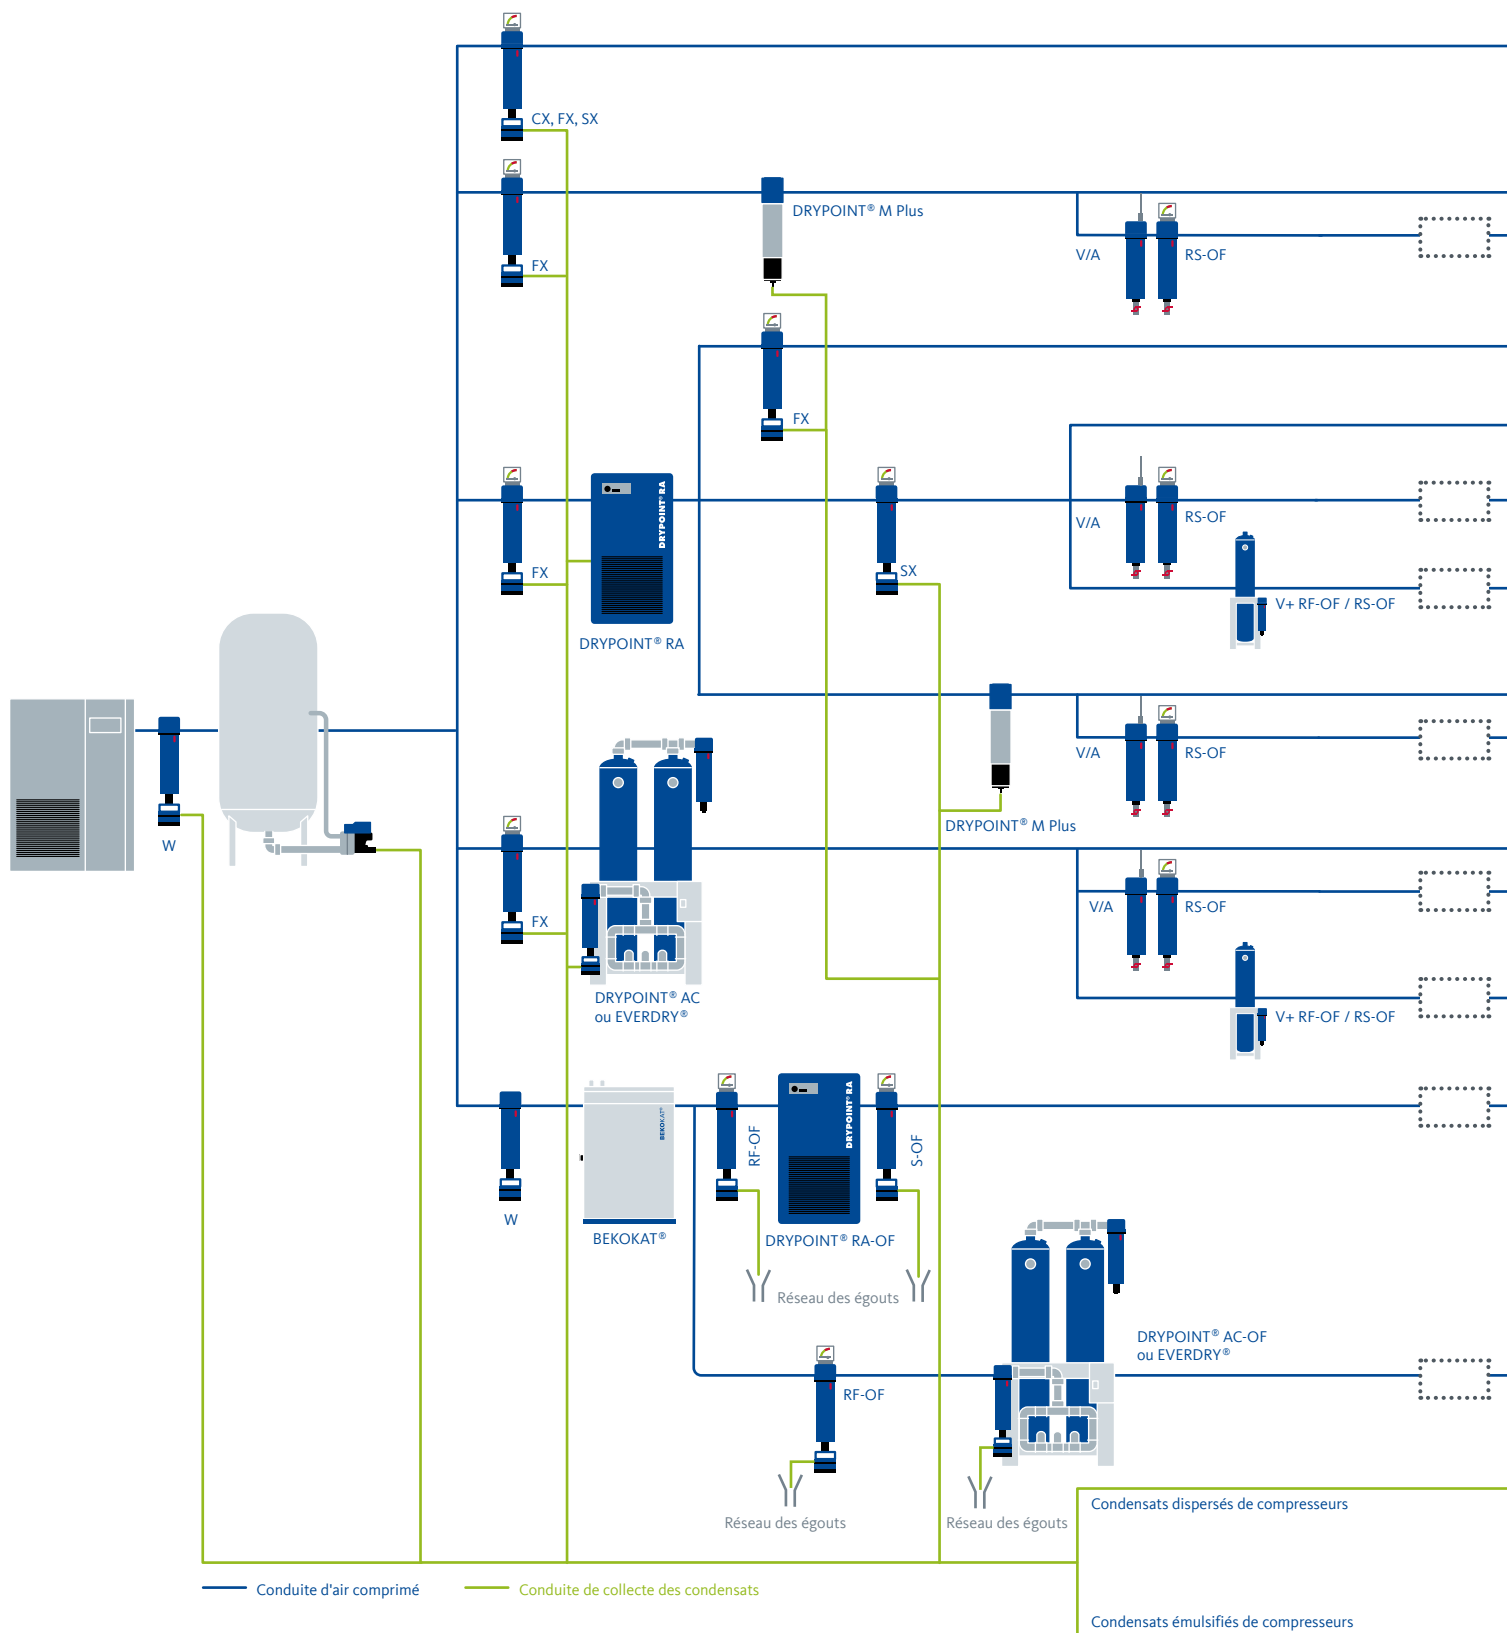 CX, FX, SX
DRYPOINT® M Plus
FX
V/A
RS-OF
FX
DRYPOINT® RA
V/A
RS-OF
FX
SX
V+ RF-OF / RS-OF
DRYPOINT® RA
V/A
RS-OF
DRYPOINT® M Plus
W
FX
V/A
RS-OF
DRYPOINT® AC
ou EVERDRY®
V+ RF-OF / RS-OF
BEKOKAT®
RF-OF
DRYPOINT® RA
S-OF
W
BEKOKAT®
DRYPOINT® RA-OF
Réseau des égouts
DRYPOINT® AC-OF
ou EVERDRY®
RF-OF
Réseau des égouts
Réseau des égouts
Condensats dispersés de compresseurs
Conduite d'air comprimé
Conduite de collecte des condensats
Condensats émulsifiés de compresseurs